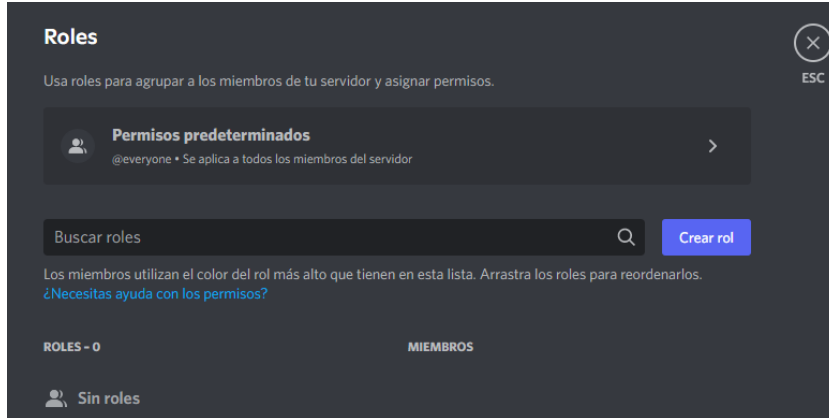 Roles
ESC
Usa roles para agrupar a los miembros de tu servidor y asignar permisos.
Permisos predeterminados
@everyone • Se aplica a todos los miembros del servidor
Buscar roles
Crear rol
Los miembros utilizan el color del rol más alto que tienen en esta lista. Arrastra los roles para reordenarlos.
¿Necesitas ayuda con los permisos?
ROLES – 0
MIEMBROS
Sin roles